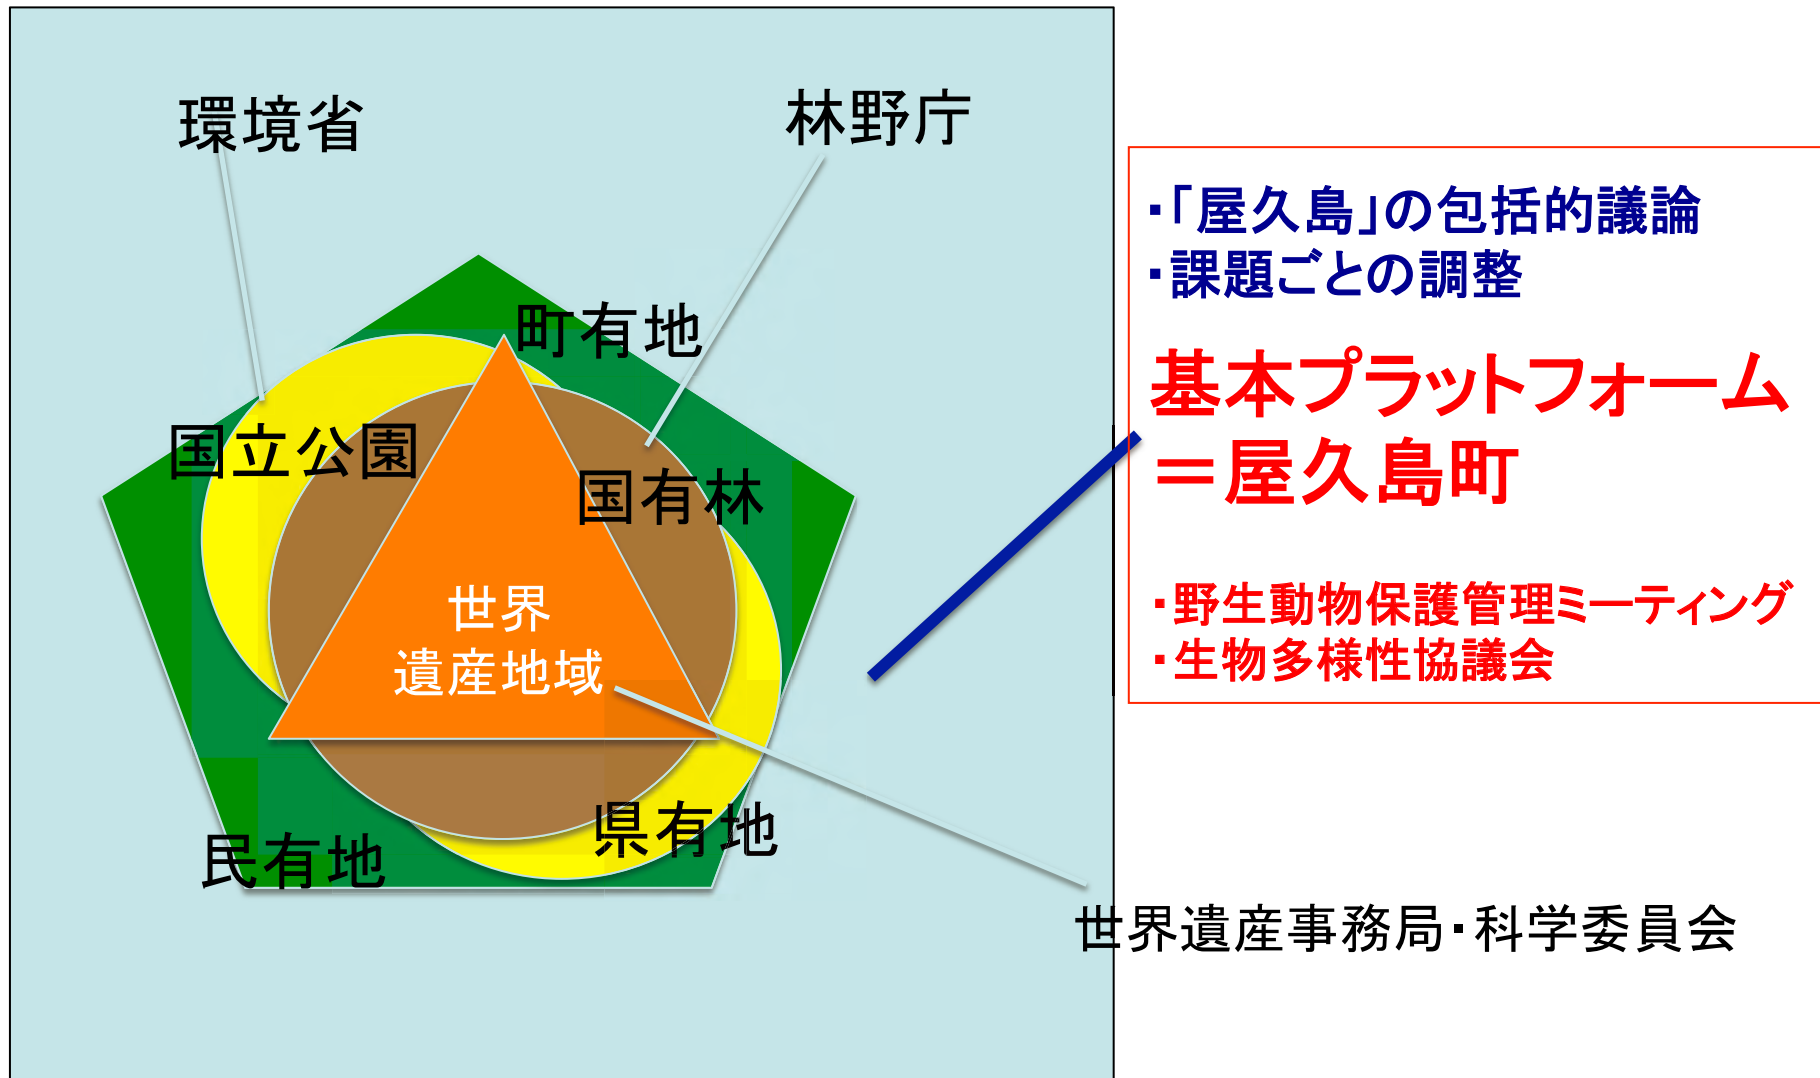 環境省
林野庁
町有地
国立公園
国有林
世界
遺産地域
県有地
民有地
・「屋久島」の包括的議論
・課題ごとの調整
基本プラットフォーム
＝屋久島町
・野生動物保護管理ミーティング
・生物多様性協議会
世界遺産事務局・科学委員会